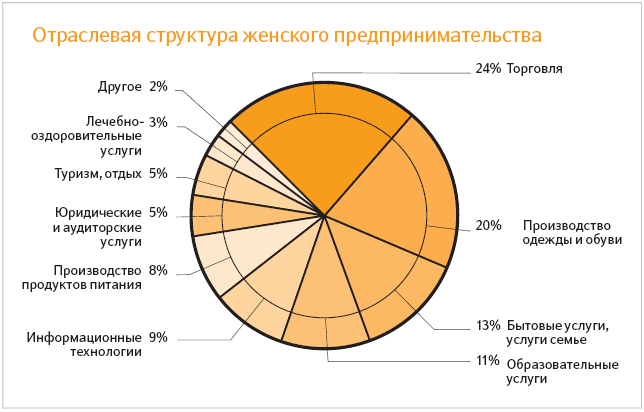 Отраслевая структура женского предпринимательства
24% Торговля
20% Производство
одежды и обуви
13% Бытовые услуги,
услуги семье
11% Образовательные
услуги
Информационные 9%
технологии
Производство 8%
продуктов питания
Юридические 5%
и аудиторские
услуги
Туризм, отдых 5%
Лечебно- 3%
оздоровительные
услуги
Другое 2%